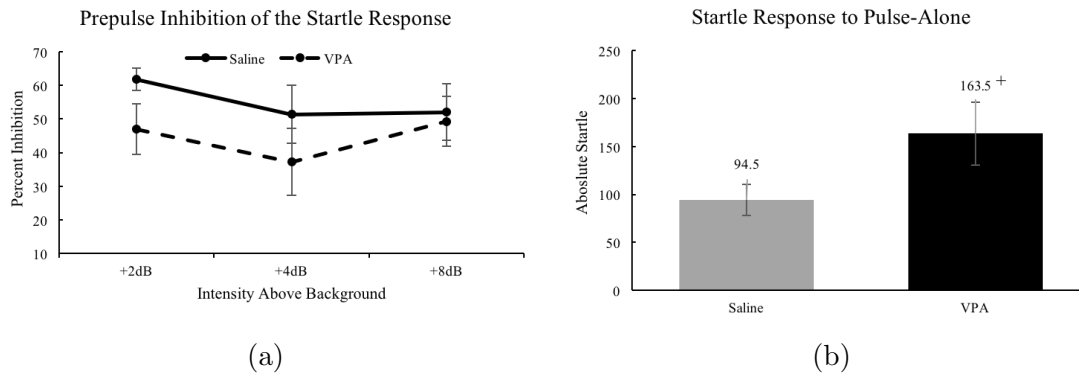 Prepulse Inhibition of the Startle Response
Saline
VPA
70
60
50
40
30
20
10
Percent Inhibition
+2dB
+4dB
+8dB
Intensity Above Background
(a)
Startle Response to Pulse-Alone
250
200
150
100
50
0
Aboslute Startle
94.5
163.5 +
Saline
VPA
(b)